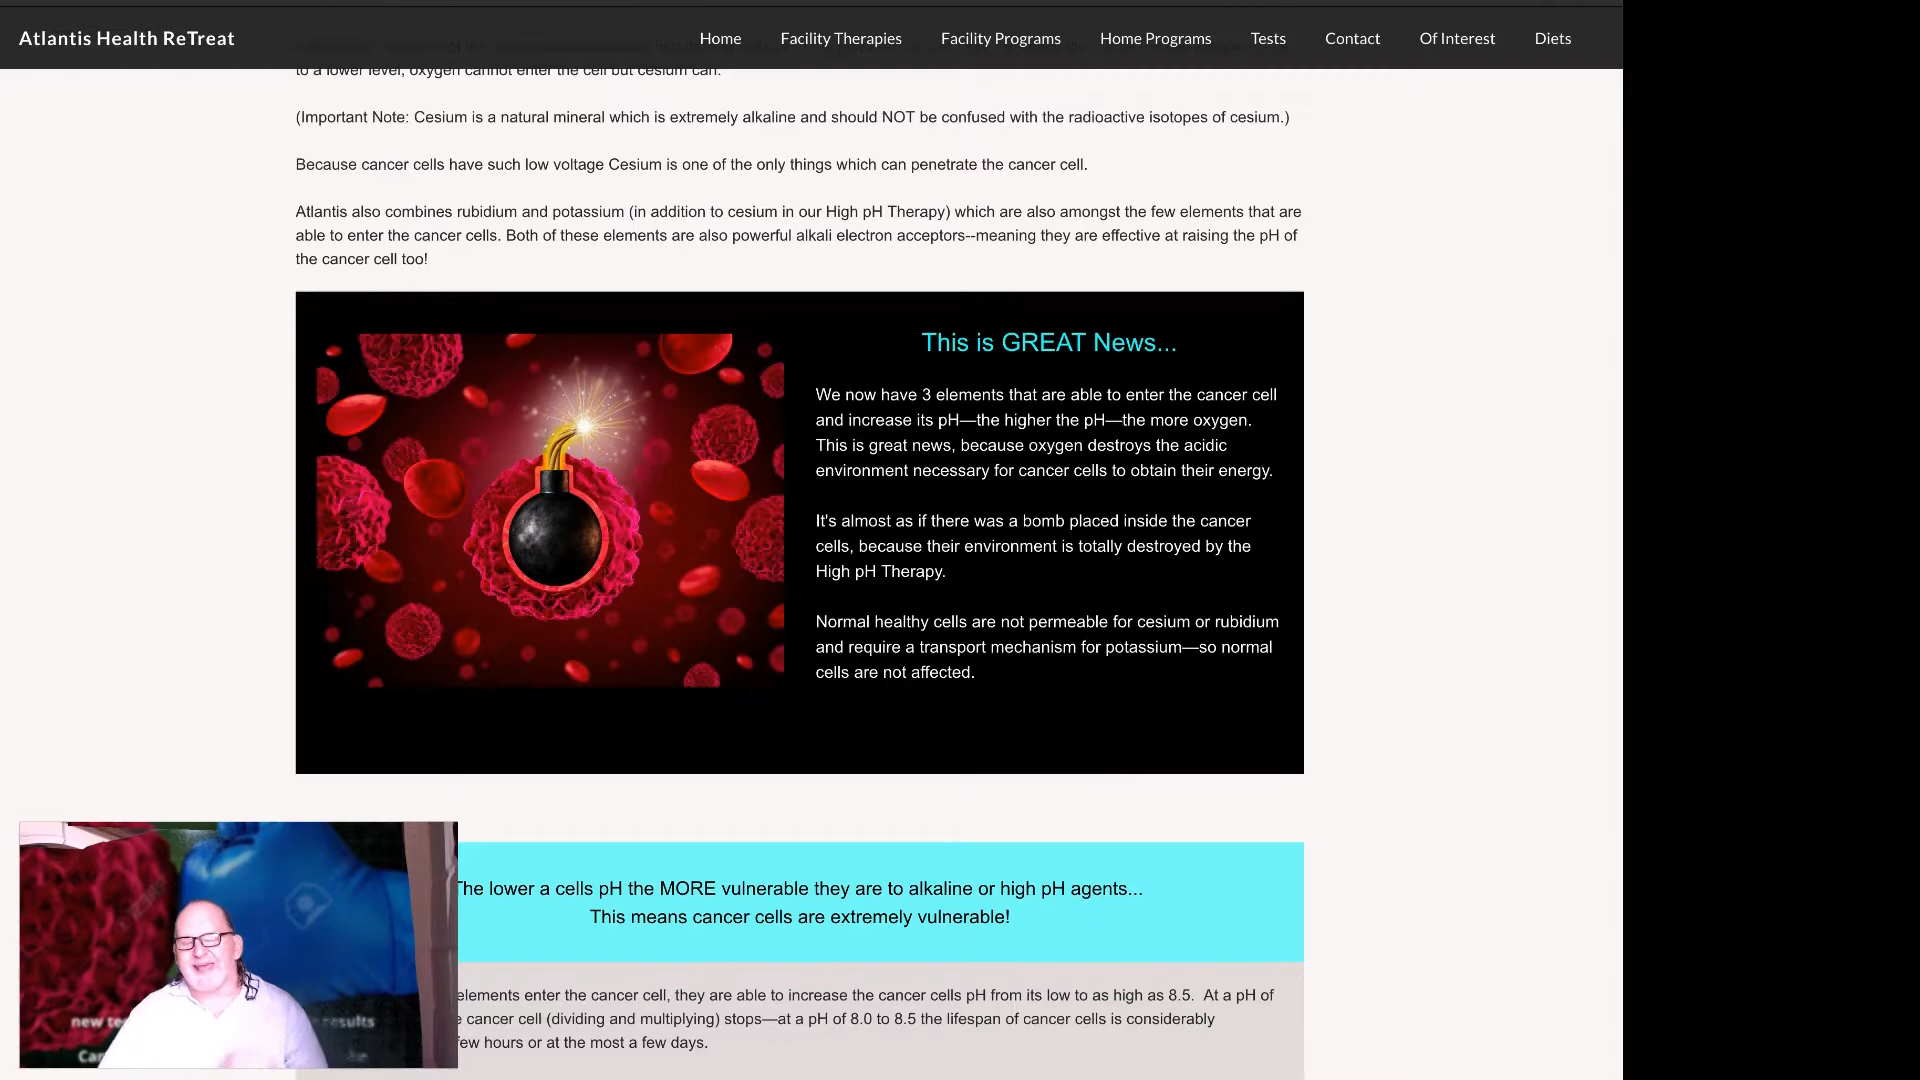 Atlantis Health ReTreat
Home Facility Therapies Facility Programs Home Programs Tests Contact Of Interest Diets
to a lower level, oxygen cannot enter the cell but cesium can.
(Important Note: Cesium is a natural mineral which is extremely alkaline and should NOT be confused with the radioactive isotopes of cesium.)
Because cancer cells have such low voltage Cesium is one of the only things which can penetrate the cancer cell.
Atlantis also combines rubidium and potassium (in addition to cesium in our High pH Therapy) which are also amongst the few elements that are
able to enter the cancer cells. Both of these elements are also powerful alkali electron acceptors--meaning they are effective at raising the pH of
the cancer cell too!
This is GREAT News...
We now have 3 elements that are able to enter the cancer cell
and increase its pH—the higher the pH—the more oxygen.
This is great news, because oxygen destroys the acidic
environment necessary for cancer cells to obtain their energy.
It's almost as if there was a bomb placed inside the cancer
cells, because their environment is totally destroyed by the
High pH Therapy.
Normal healthy cells are not permeable for cesium or rubidium
and require a transport mechanism for potassium—so normal
cells are not affected.
The lower a cells pH the MORE vulnerable they are to alkaline or high pH agents...
This means cancer cells are extremely vulnerable!
elements enter the cancer cell, they are able to increase the cancer cells pH from its low to as high as 8.5. At a pH of
cancer cell (dividing and multiplying) stops—at a pH of 8.0 to 8.5 the lifespan of cancer cells is considerably
few hours or at the most a few days.
new results